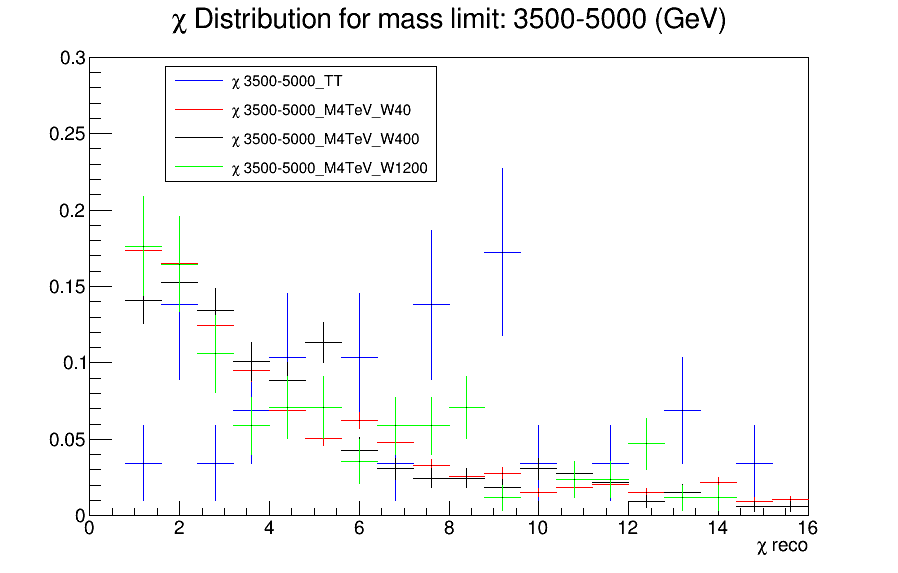 χ Distribution for mass limit: 3500-5000 (GeV)
0.3
χ 3500-5000_TT
χ 3500-5000_M4TeV_W40
0.25
χ 3500-5000_M4TeV_W400
χ 3500-5000_M4TeV_W1200
0.2
0.15
0.1
0.05
0
0 2 4 6 8 10 12 14 16
χ reco